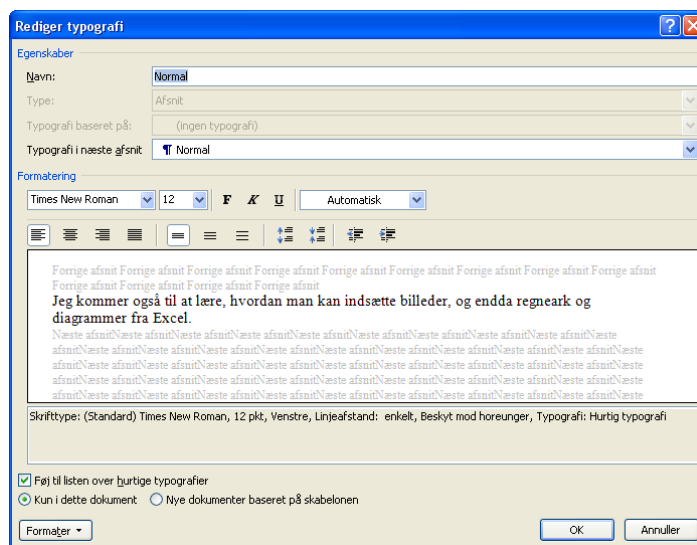 Rediger typografi
Egenskaber
Navn:
Normal
Type:
Afsnit
Typografi baseret på:
(ingen typografi)
Typografi i næste afsnit
¶ Normal
Formatering
Times New Roman 12 F K U Automatisk
Forrige afsnit Forrige afsnit Forrige afsnit Forrige afsnit Forrige afsnit Forrige afsnit Forrige afsnit Forrige afsnit Forrige afsnit
Forrige afsnit Forrige afsnit Forrige afsnit Forrige afsnit
Jeg kommer også til at lære, hvordan man kan indsætte billeder, og endda regneark og
diagrammer fra Excel.
Næste afsnitNæste afsnitNæste afsnitNæste afsnitNæste afsnitNæste afsnitNæste afsnitNæste afsnitNæste
afsnitNæste afsnitNæste afsnitNæste afsnitNæste afsnitNæste afsnitNæste afsnitNæste afsnitNæste afsnitNæste
afsnitNæste afsnitNæste afsnitNæste afsnitNæste afsnitNæste afsnitNæste afsnitNæste afsnitNæste afsnitNæste
afsnitNæste afsnitNæste afsnitNæste afsnitNæste afsnitNæste afsnitNæste afsnitNæste afsnitNæste afsnitNæste
afsnitNæste afsnitNæste afsnitNæste afsnitNæste afsnitNæste afsnitNæste afsnitNæste afsnitNæste afsnitNæste
Skrifttype: (Standard) Times New Roman, 12 pkt, Venstre, Linjeafstand: enkelt, Beskyt mod horeunger, Typografi: Hurtig typografi
Føj til listen over hurtige typografier
Kun i dette dokument Nye dokumenter baseret på skabelonen
Formater OK Annuller